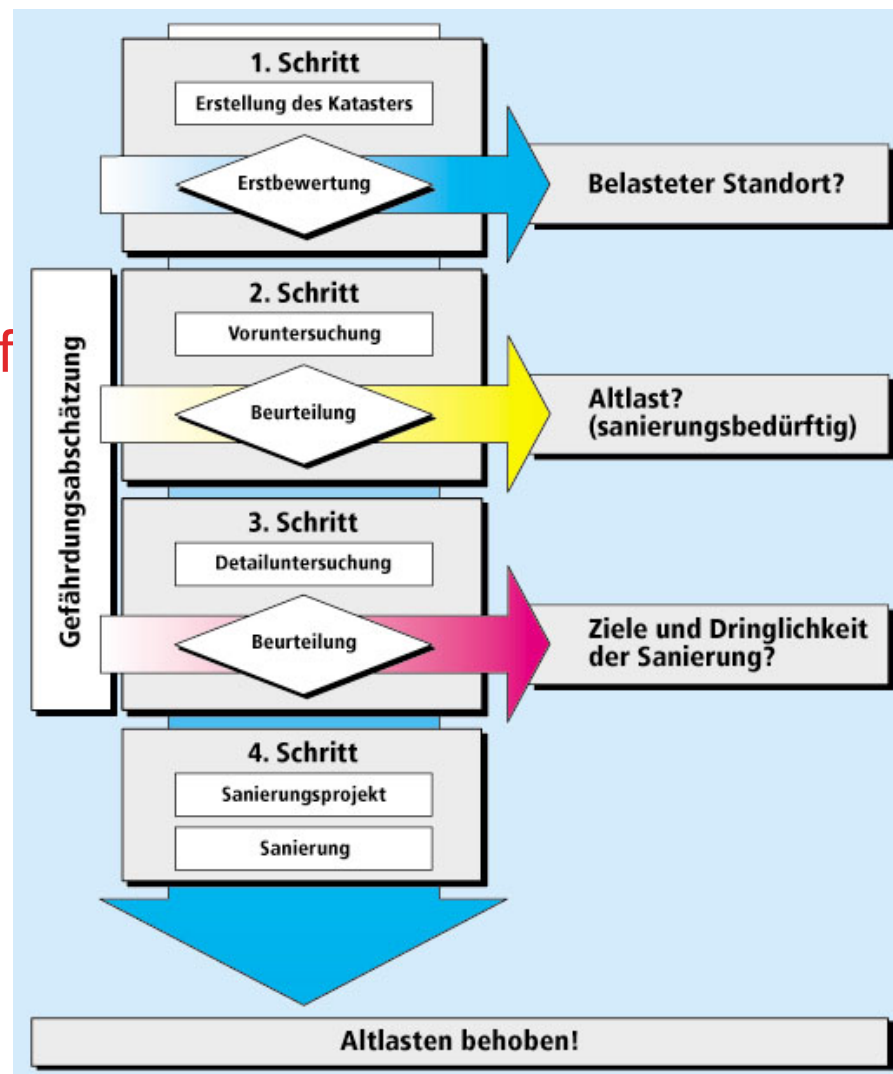 1. Schritt
Erstellung des Katasters
Erstbewertung
Belasteter Standort?
Gefährdungsabschätzung
2. Schritt
Voruntersuchung
f
Beurteilung
Altlast?
(sanierungsbedürftig)
3. Schritt
Detailuntersuchung
Beurteilung
Ziele und Dringlichkeit
der Sanierung?
4. Schritt
Sanierungsprojekt
Sanierung
Altlasten behoben!